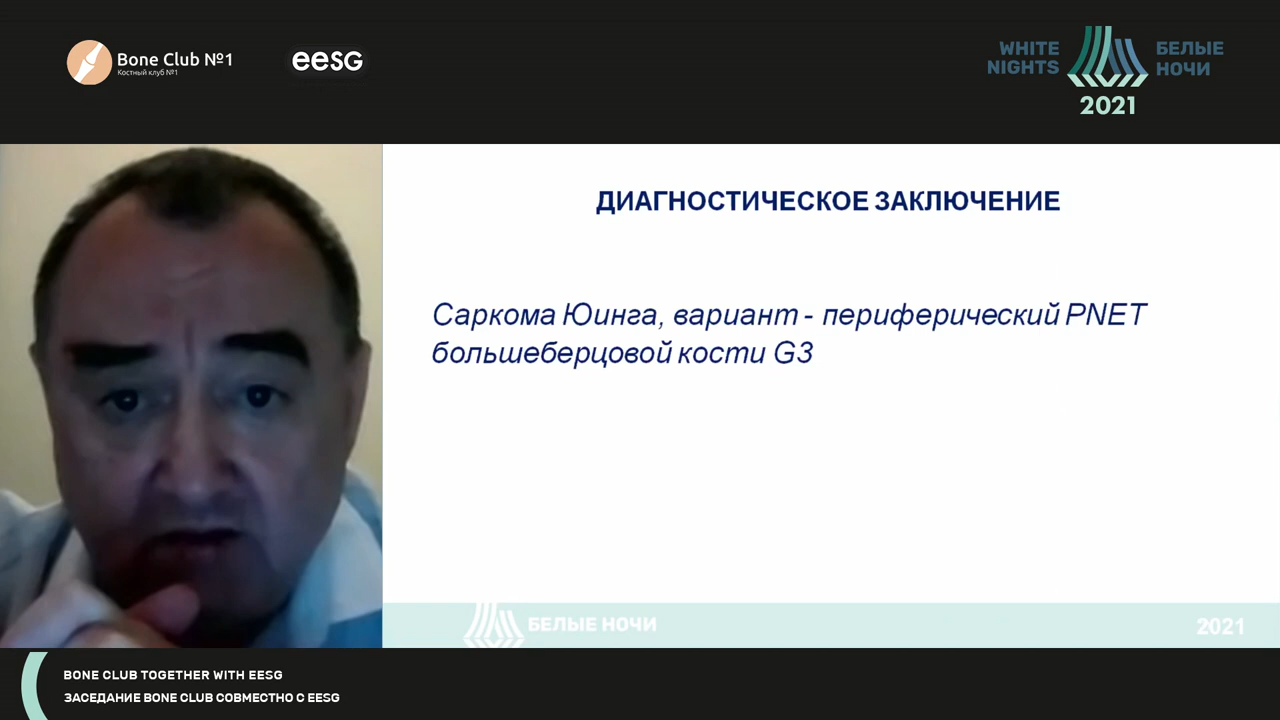 Bone Club №1
Костный клуб №1
eesg
WHITE
NIGHTS
БЕЛЫЕ
НОЧИ
2021
ДИАГНОСТИЧЕСКОЕ ЗАКЛЮЧЕНИЕ
Саркома Юинга, вариант - периферический PNET
большеберцовой кости G3
БЕЛЫЕ НОЧИ
2021
BONE CLUB TOGETHER WITH EESG
ЗАСЕДАНИЕ BONE CLUB СОВМЕСТНО С EESG